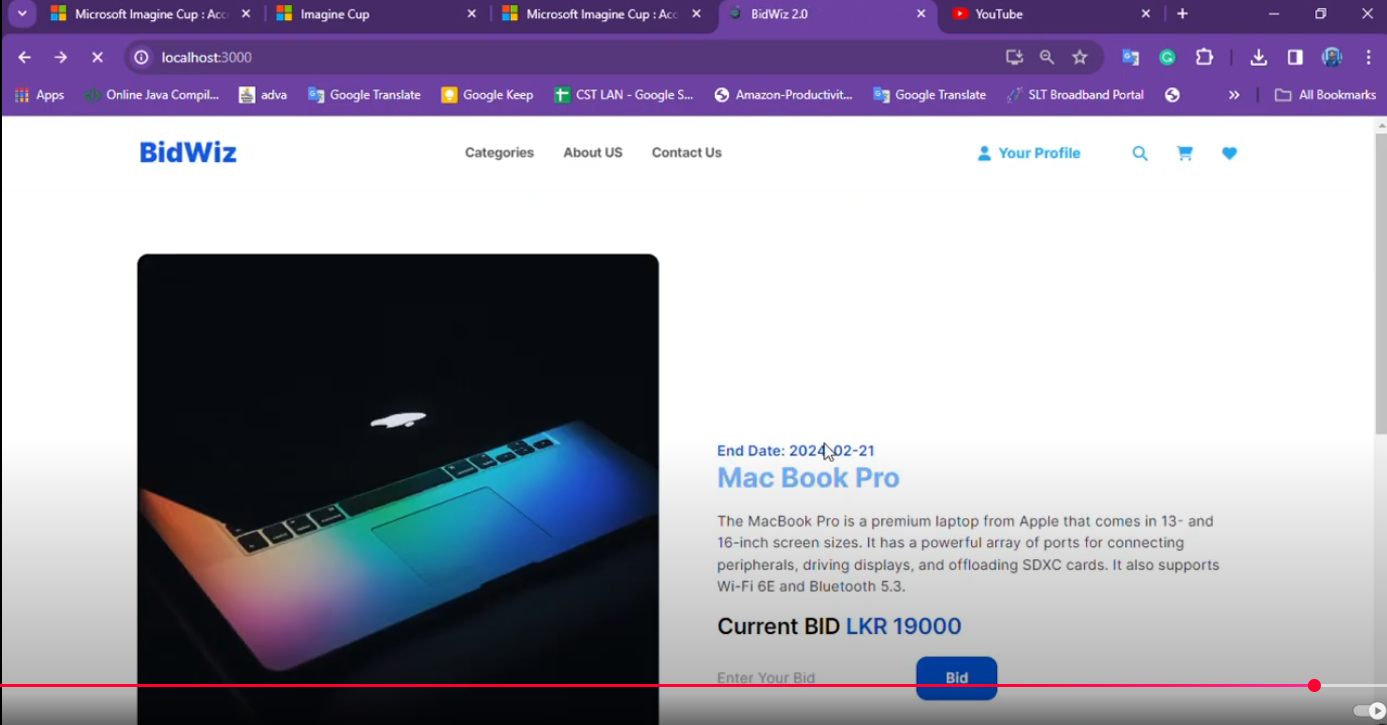 Microsoft Imagine Cup : Acc
Imagine Cup
Microsoft Imagine Cup : Acc
BidWiz 2.0
YouTube
localhost:3000
Apps
Online Java Compil...
adva
Google Translate
Google Keep
CST LAN - Google S...
Amazon-Productivit...
Google Translate
SLT Broadband Portal
All Bookmarks
BidWiz
Categories
About US
Contact Us
Your Profile
End Date: 2024-02-21
Mac Book Pro
The MacBook Pro is a premium laptop from Apple that comes in 13- and
16-inch screen sizes. It has a powerful array of ports for connecting
peripherals, driving displays, and offloading SDXC cards. It also supports
Wi-Fi 6E and Bluetooth 5.3.
Current BID LKR 19000
Enter Your Bid
Bid